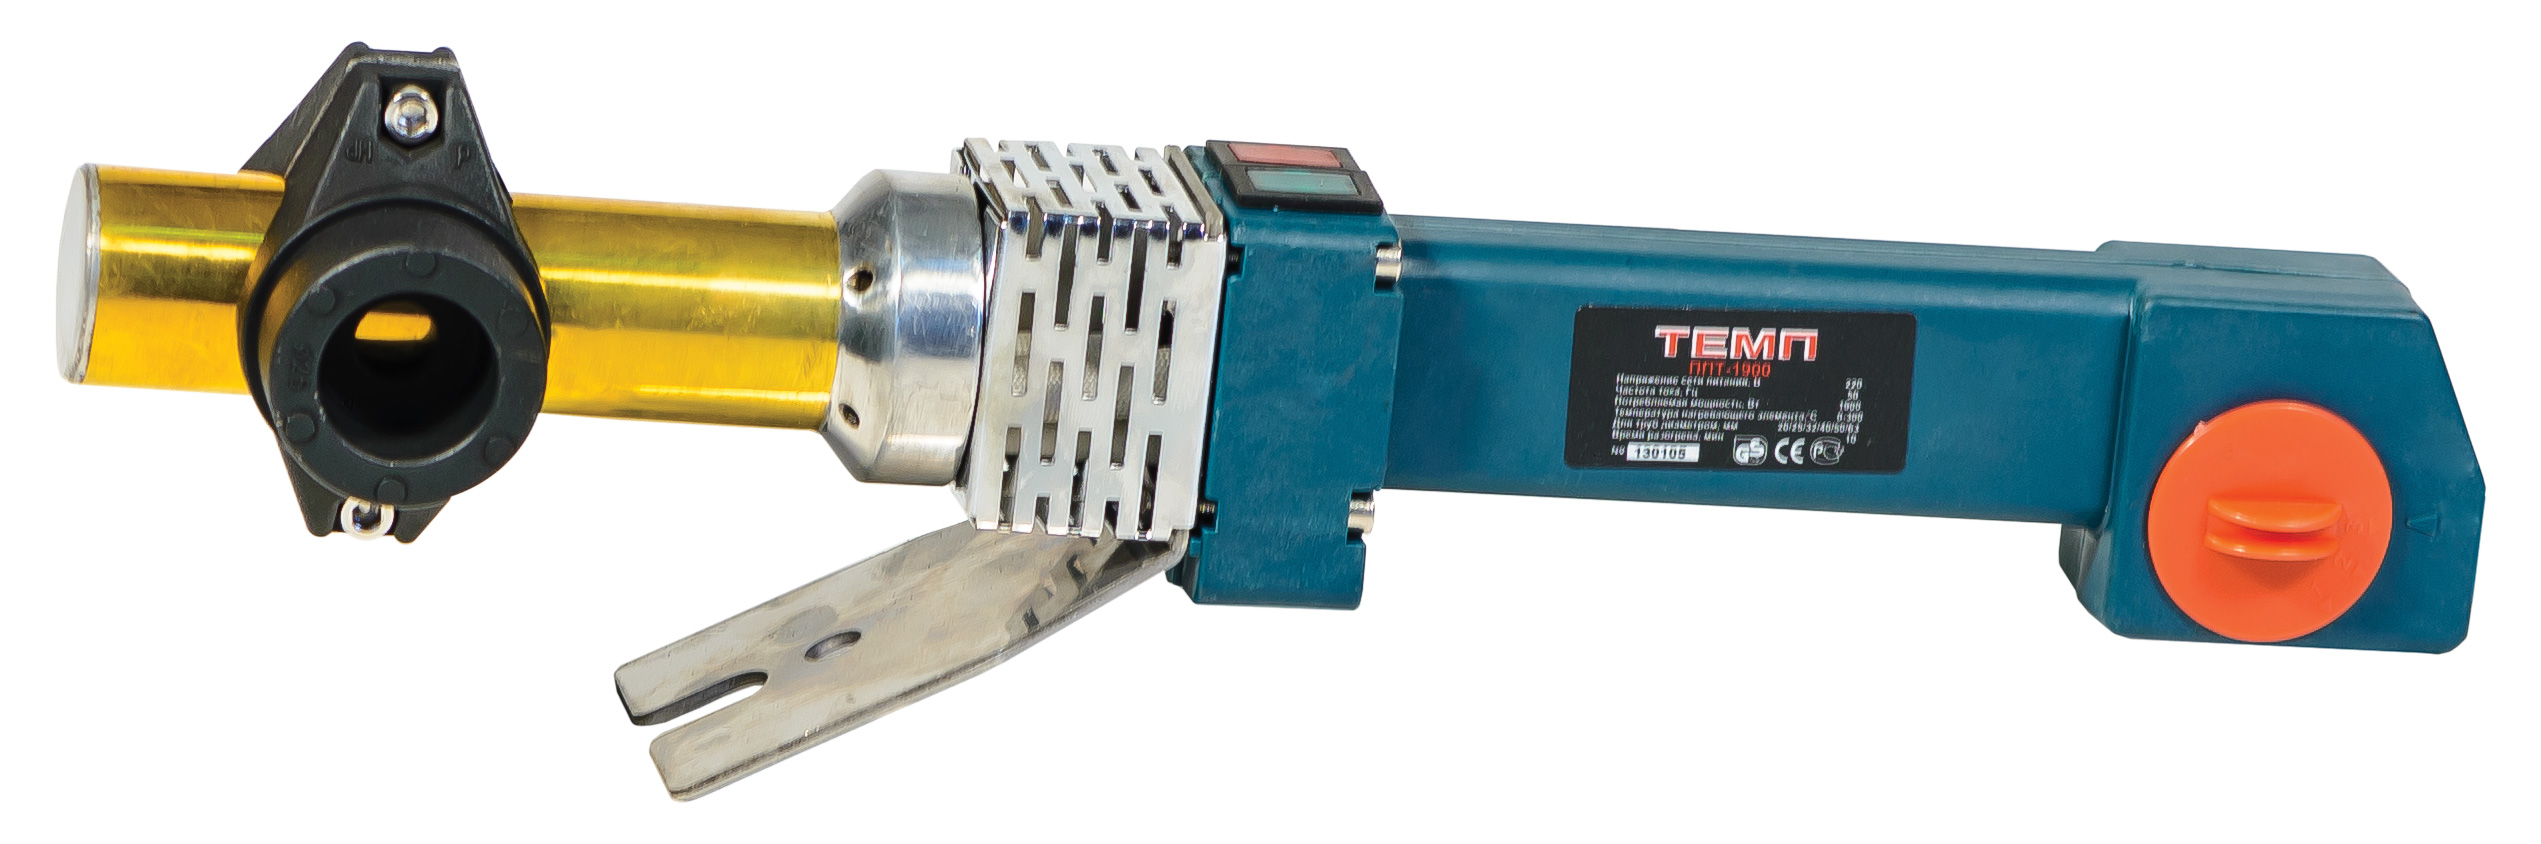 ТЕМП
ППТ-1900
Напряжение сети питания, В 220
Частота тока, Гц 50
Потребляемая мощность, Вт 1900
Температура нагревающего элемента/С 0-300
Для труб диаметром, мм 20/25/32/40/50/63
Время разогрева, мин 10
№ 130105
GS CE